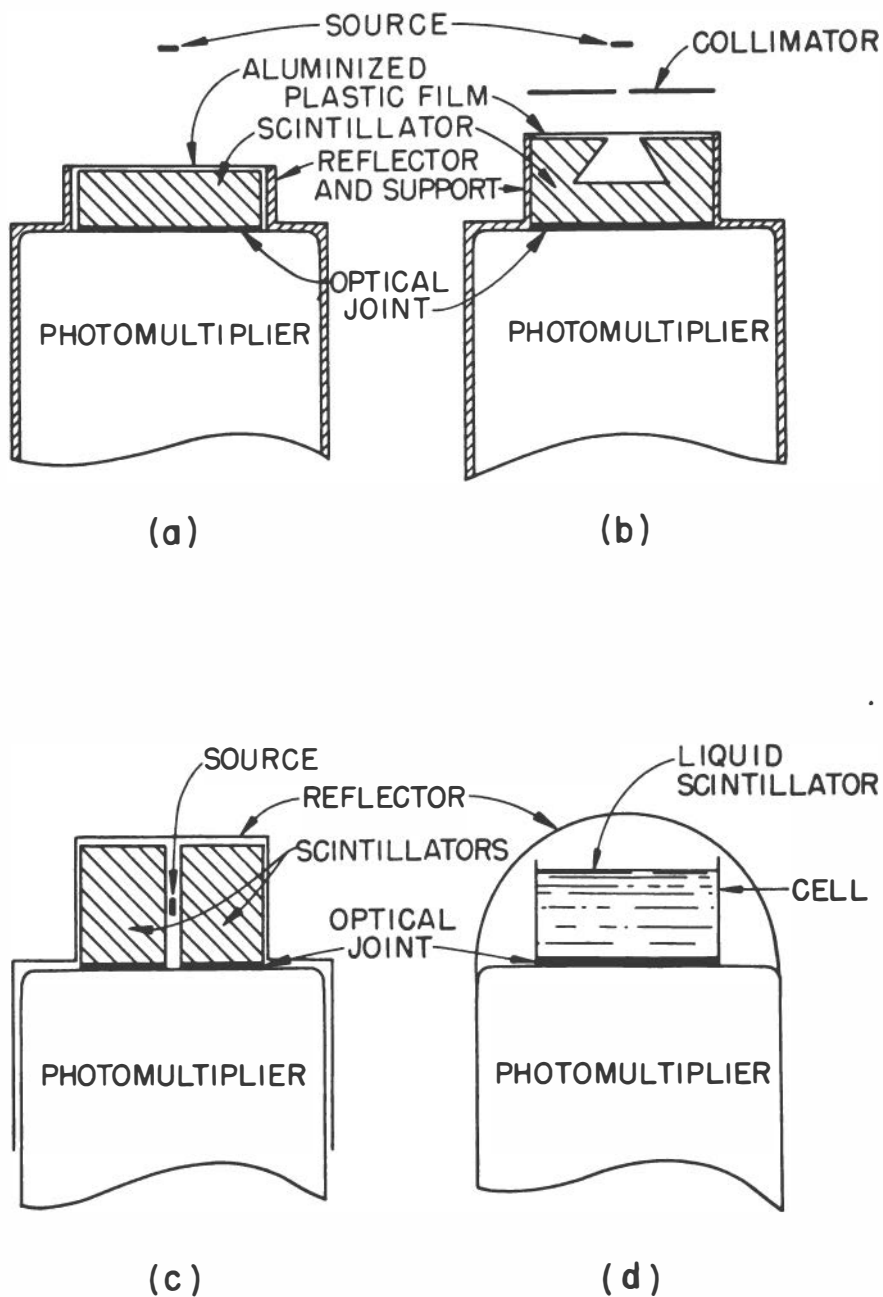 SOURCE
COLLIMATOR
ALUMINIZED
PLASTIC FILM
SCINTILLATOR
REFLECTOR
AND SUPPORT
OPTICAL
JOINT
PHOTOMULTIPLIER
PHOTOMULTIPLIER
(a)
(b)
SOURCE
REFLECTOR
LIQUID
SCINTILLATOR
SCINTILLATORS
CELL
OPTICAL
JOINT
PHOTOMULTIPLIER
PHOTOMULTIPLIER
(c)
(d)